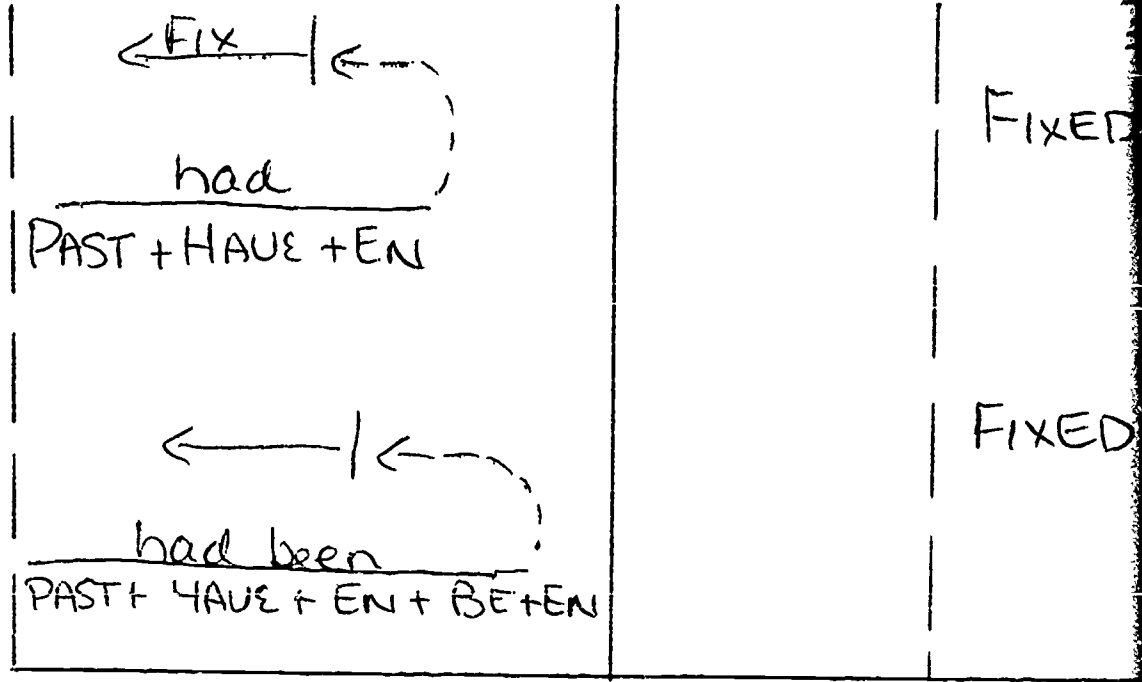 FIX
FIXED
had
PAST + HAVE + EN
FIXED
had been
PAST + HAVE + EN + BE + EN